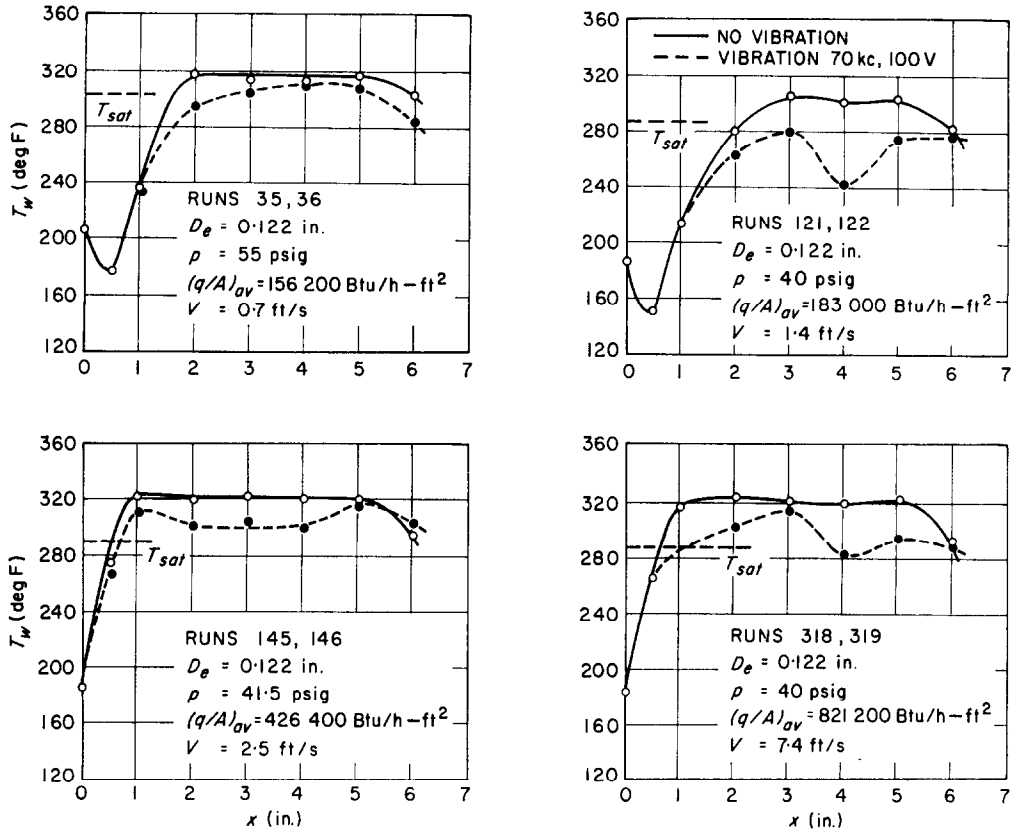 360
320
280
240
200
160
120
T_w (deg F)
T_sat
RUNS 35, 36
D_e = 0·122 in.
p = 55 psig
(q/A)_av = 156 200 Btu/h–ft²
V = 0·7 ft/s
0 1 2 3 4 5 6 7
NO VIBRATION
VIBRATION 70 kc, 100 V
360
320
280
260
200
160
120
T_sat
RUNS 121, 122
D_e = 0·122 in.
p = 40 psig
(q/A)_av = 183 000 Btu/h–ft²
V = 1·4 ft/s
0 1 2 3 4 5 6 7
360
320
280
240
200
160
120
T_w (deg F)
T_sat
RUNS 145, 146
D_e = 0·122 in.
p = 41·5 psig
(q/A)_av = 426 400 Btu/h–ft²
V = 2·5 ft/s
0 1 2 3 4 5 6 7
x (in.)
360
320
280
240
200
160
120
T_sat
RUNS 318, 319
D_e = 0·122 in.
p = 40 psig
(q/A)_av = 821 200 Btu/h–ft²
V = 7·4 ft/s
0 1 2 3 4 5 6 7
x (in.)